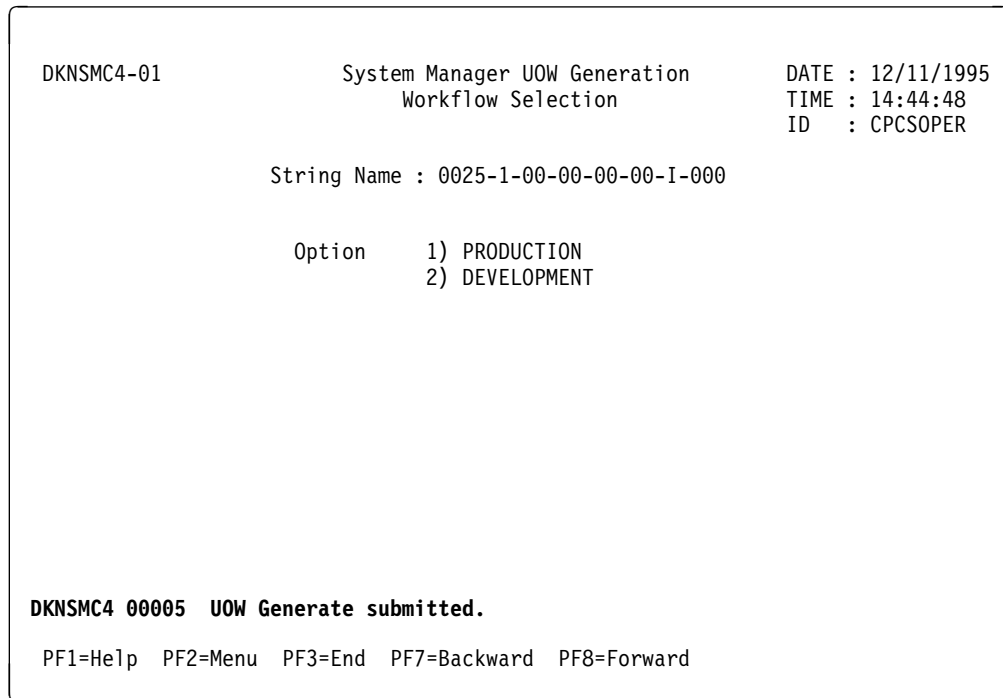 DKNSMC4-01 System Manager UOW Generation DATE : 12/11/1995
Workflow Selection TIME : 14:44:48
ID : CPCSOPER
String Name : 0025-1-00-00-00-00-I-000
Option 1) PRODUCTION
2) DEVELOPMENT
DKNSMC4 00005 UOW Generate submitted.
PF1=Help PF2=Menu PF3=End PF7=Backward PF8=Forward